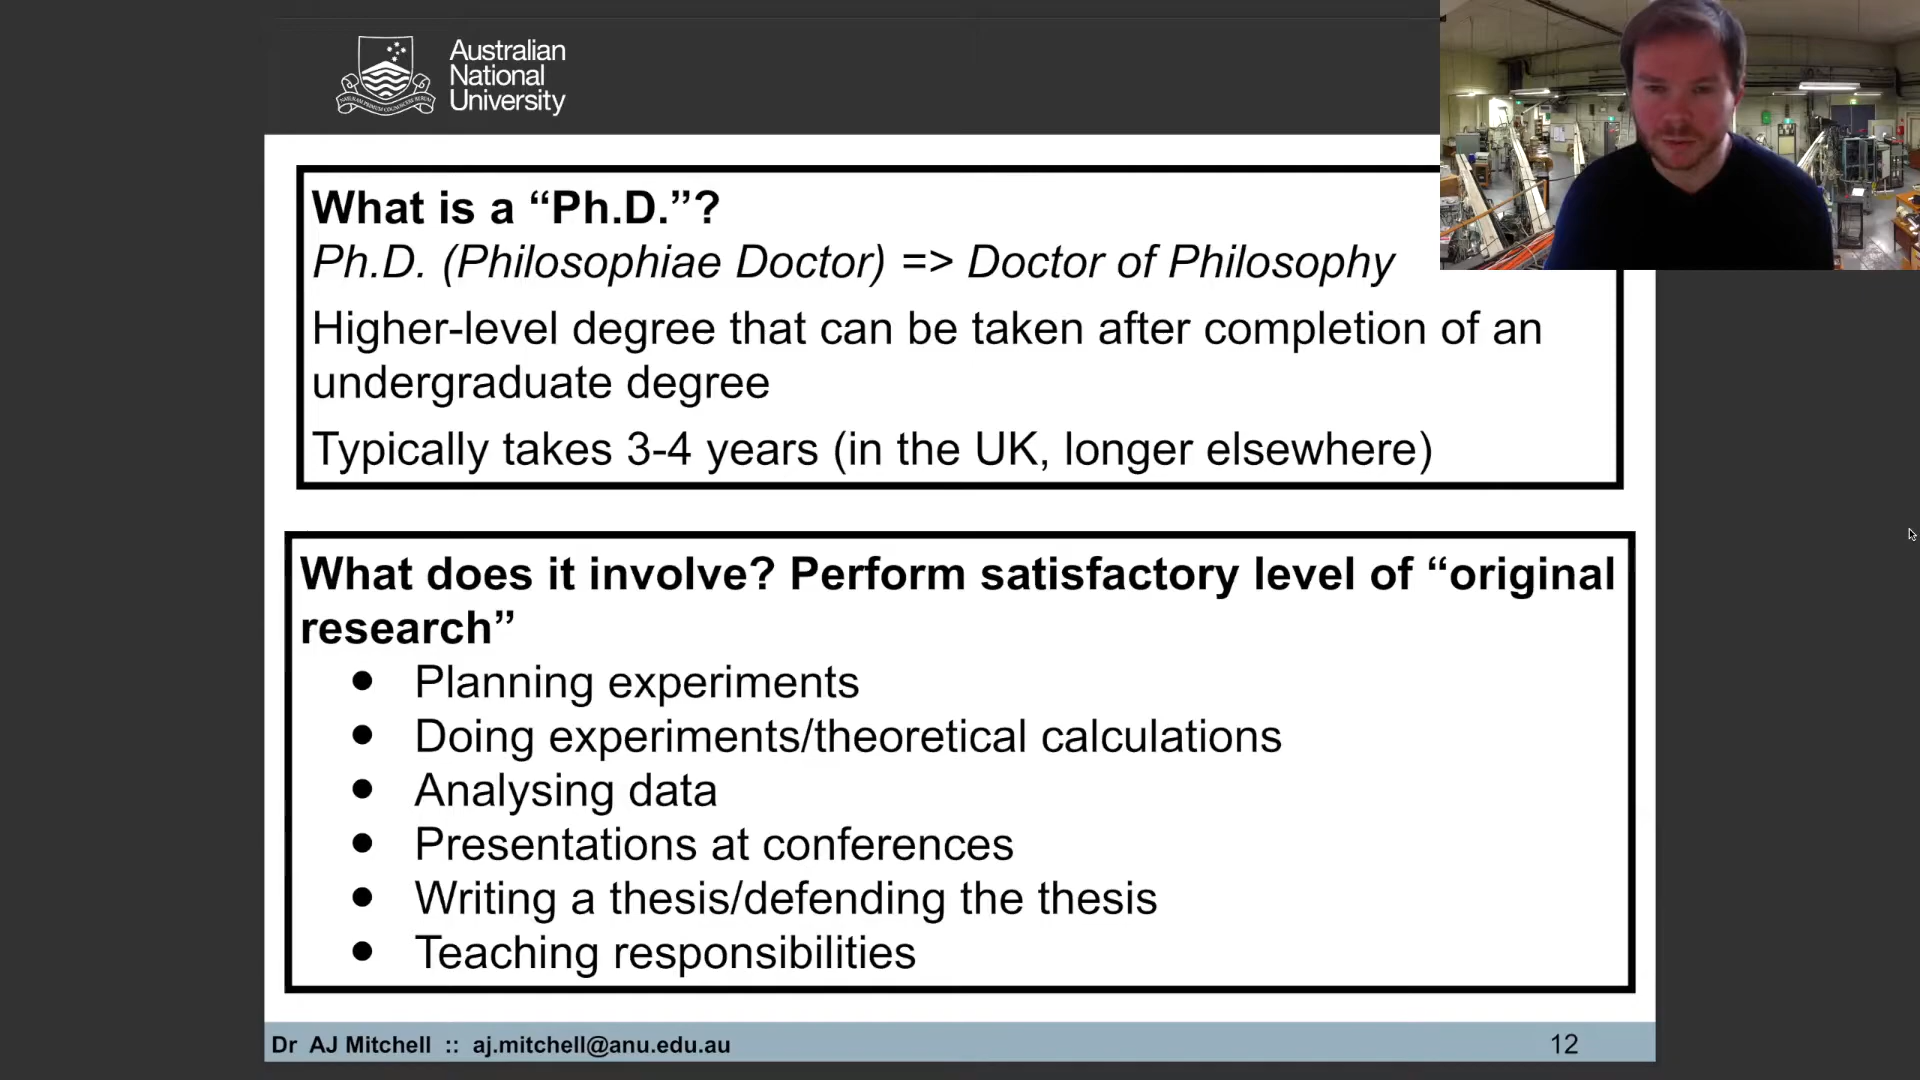 Australian
National
University
What is a “Ph.D.”?
Ph.D. (Philosophiae Doctor) => Doctor of Philosophy
Higher-level degree that can be taken after completion of an
undergraduate degree
Typically takes 3-4 years (in the UK, longer elsewhere)
What does it involve? Perform satisfactory level of “original
research”
● Planning experiments
● Doing experiments/theoretical calculations
● Analysing data
● Presentations at conferences
● Writing a thesis/defending the thesis
● Teaching responsibilities
Dr AJ Mitchell :: aj.mitchell@anu.edu.au
12